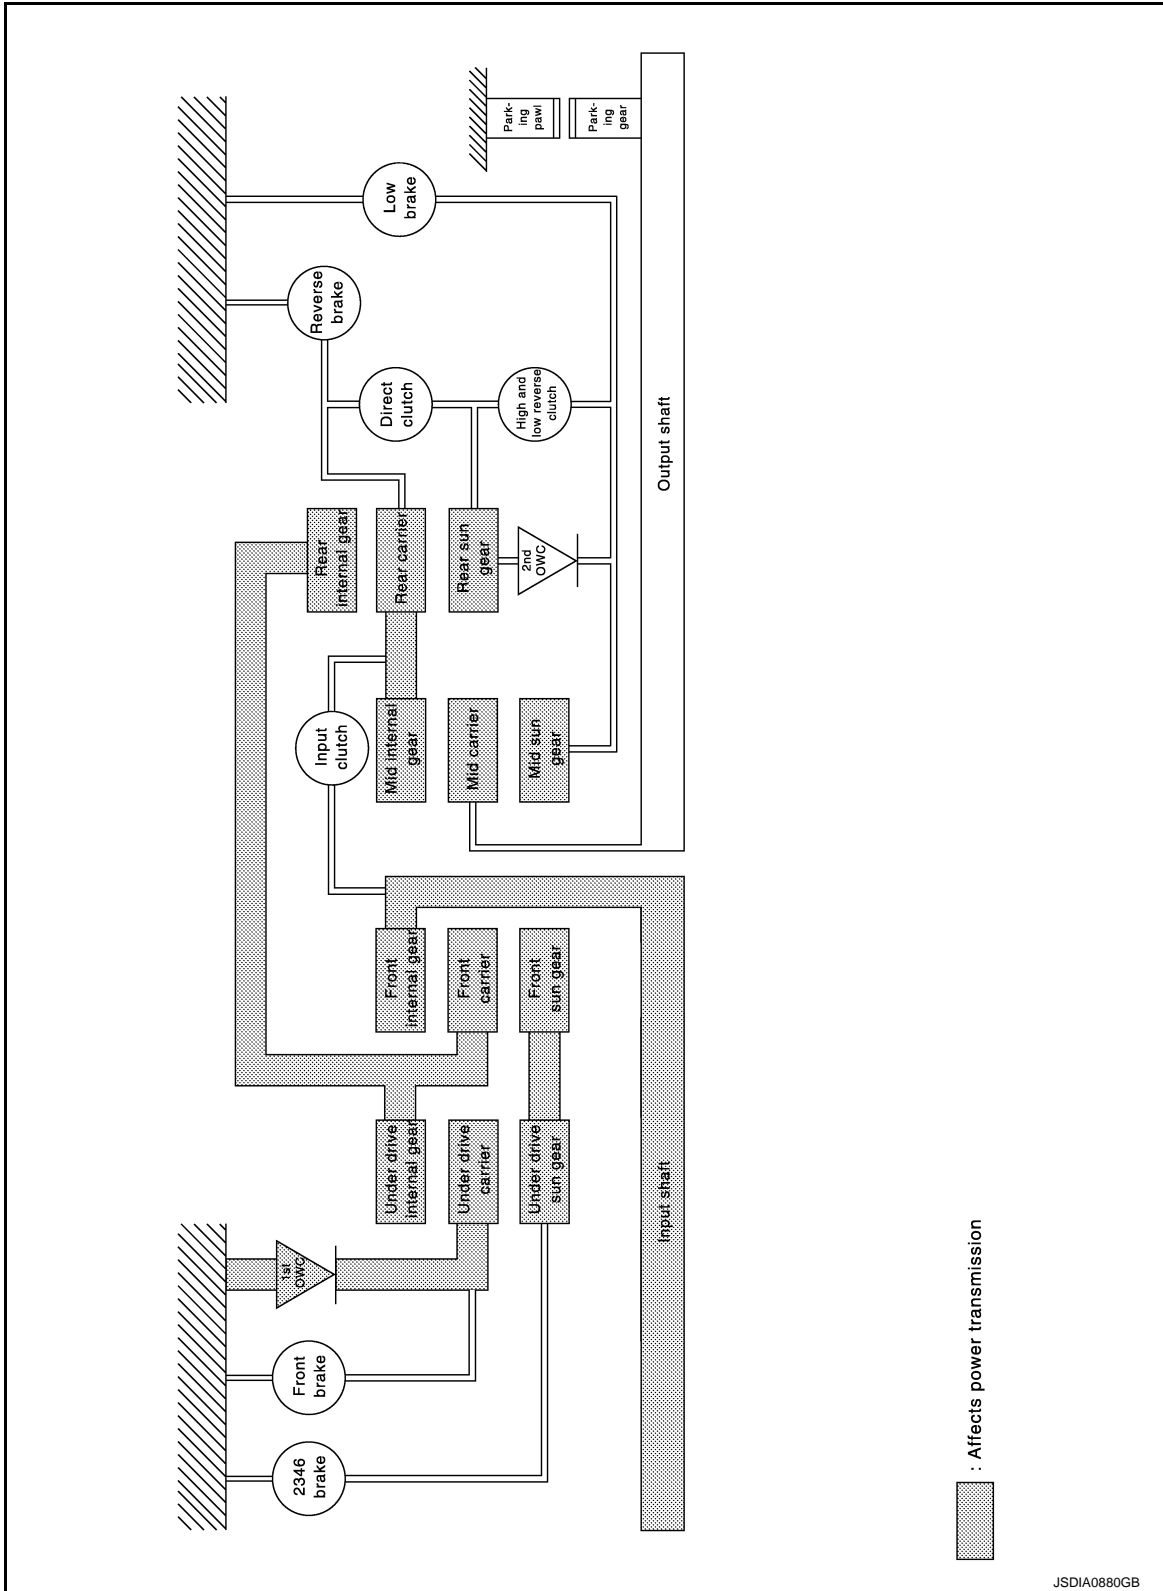 2346
brake
Front
brake
1st
OWC
Under drive
internal gear
Under drive
carrier
Under drive
sun gear
Front
internal gear
Front
carrier
Front
sun gear
Input shaft
Input
clutch
Mid internal
gear
Mid carrier
Mid sun
gear
Rear
internal gear
Rear carrier
Rear sun
gear
2nd
OWC
Direct
clutch
High and
low reverse
clutch
Reverse
brake
Low
brake
Park-
ing
pawl
Park-
ing
gear
Output shaft
: Affects power transmission
JSDIA0880GB